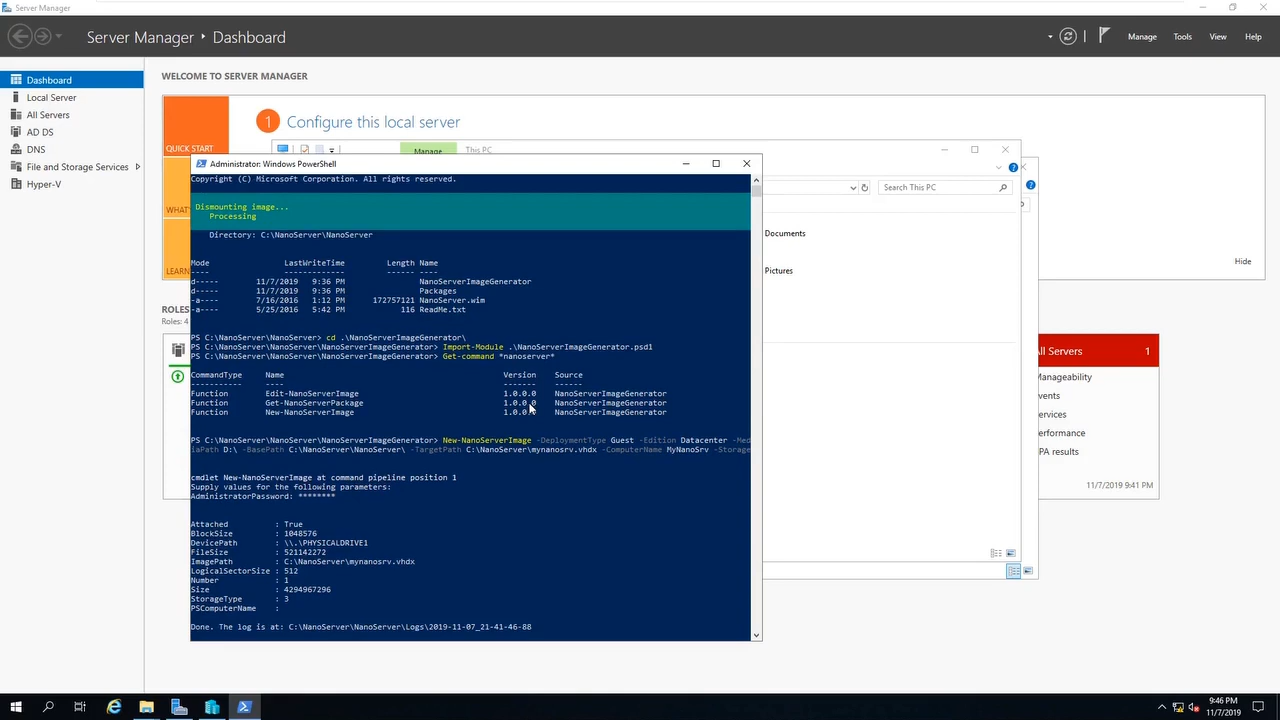 Server Manager
Server Manager ‣ Dashboard
Manage Tools View Help
Dashboard
Local Server
All Servers
AD DS
DNS
File and Storage Services
Hyper-V
WELCOME TO SERVER MANAGER
1 Configure this local server
QUICK START
Manage This PC
Search This PC
Documents
Pictures
Hide
Roles: 4
All Servers 1
Manageability
1/7/2019 9:41 PM
11/7/2019 9:41 PM
Administrator: Windows PowerShell
Copyright (C) Microsoft Corporation. All rights reserved.
Dismounting image...
Processing
Directory: C:\NanoServer\NanoServer
Mode LastWriteTime Length Name
---- ------------- ------ ----
d----- 11/7/2019 9:36 PM NanoServerImageGenerator
d----- 11/7/2019 9:36 PM Packages
-a---- 7/16/2016 1:12 PM 172757121 NanoServer.wim
-a---- 5/25/2016 5:42 PM 116 ReadMe.txt
PS C:\NanoServer\NanoServer> cd .\NanoServerImageGenerator\
PS C:\NanoServer\NanoServer\NanoServerImageGenerator> Import-Module .\NanoServerImageGenerator.psd1
PS C:\NanoServer\NanoServer\NanoServerImageGenerator> Get-command *nanoserver*
CommandType Name Version Source
----------- ---- ------- ------
Function Edit-NanoServerImage 1.0.0.0 NanoServerImageGenerator
Function Get-NanoServerPackage 1.0.0.0 NanoServerImageGenerator
Function New-NanoServerImage 1.0.0.0 NanoServerImageGenerator
PS C:\NanoServer\NanoServer\NanoServerImageGenerator> New-NanoServerImage -DeploymentType Guest -Edition Datacenter -Med
iaPath D:\ -BasePath C:\NanoServer\NanoServer\ -TargetPath C:\NanoServer\mynanosrv.vhdx -ComputerName MyNanoSrv -Storage
cmdlet New-NanoServerImage at command pipeline position 1
Supply values for the following parameters:
AdministratorPassword: ********
Attached : True
BlockSize : 1048576
DevicePath : \\.\PHYSICALDRIVE1
FileSize : 521142272
ImagePath : C:\NanoServer\mynanosrv.vhdx
LogicalSectorSize : 512
Number : 1
Size : 4294967296
StorageType : 3
PSComputerName :
Done. The log is at: C:\NanoServer\NanoServer\Logs\2019-11-07_21-41-46-88
9:46 PM
11/7/2019